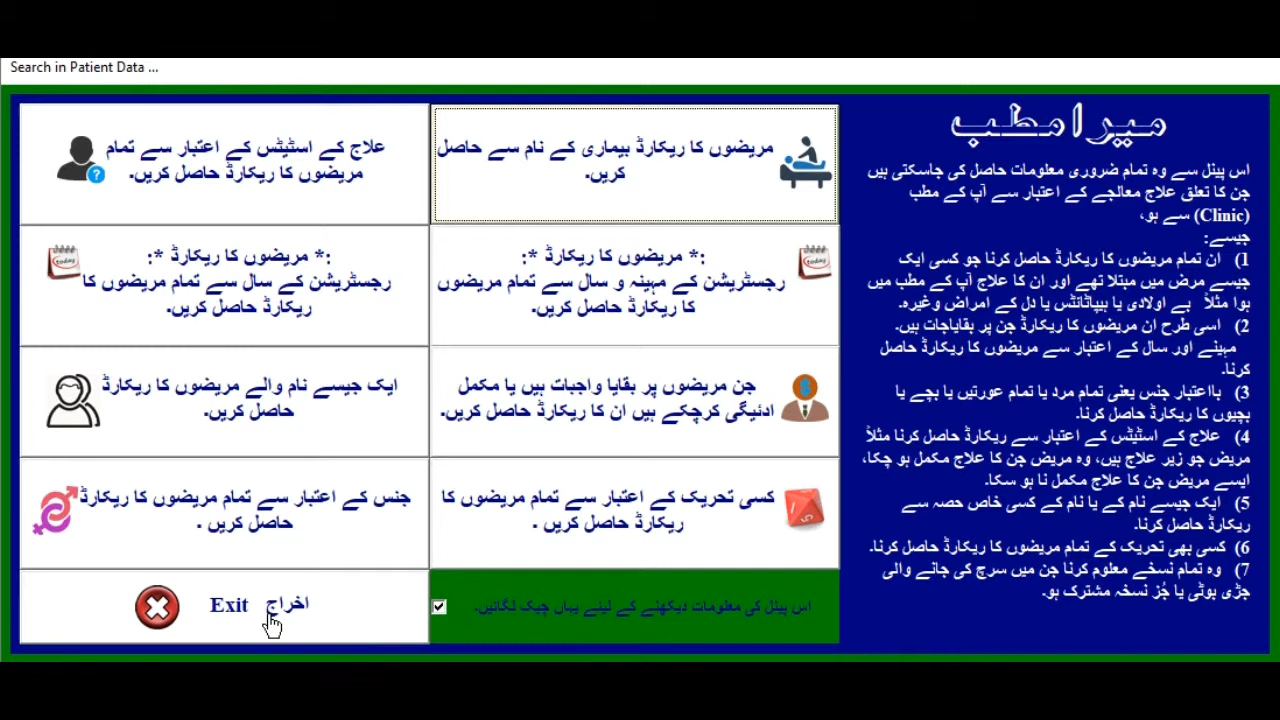 Search in Patient Data ...
میرا مطب
اس پینل سے وہ تمام ضروری معلومات حاصل کی جاسکتی ہیں
جن کا تعلق علاج معالجے کے اعتبار سے آپ کے مطب
(Clinic) سے ہو،
جیسے:
1) ان تمام مریضوں کا ریکارڈ حاصل کرنا جو کسی ایک
جیسے مرض میں مبتلا تھے اور ان کا علاج آپ کے مطب میں
ہوا مثلاً بے اولادی یا ہیپاٹائٹس یا دل کے امراض وغیرہ۔
2) اسی طرح ان مریضوں کا ریکارڈ جن پر بقایاجات ہیں۔
مہینے اور سال کے اعتبار سے مریضوں کا ریکارڈ حاصل
کرنا۔
3) بااعتبار جنس یعنی تمام مرد یا تمام عورتیں یا بچے یا
بچیوں کا ریکارڈ حاصل کرنا۔
4) علاج کے اسٹیٹس کے اعتبار سے ریکارڈ حاصل کرنا مثلاً
مریض جو زیر علاج ہیں، وہ مریض جن کا علاج مکمل ہو چکا،
ایسے مریض جن کا علاج مکمل نا ہو سکا۔
5) ایک جیسے نام کے یا نام کے کسی خاص حصہ سے
ریکارڈ حاصل کرنا۔
6) کسی بھی تحریک کے تمام مریضوں کا ریکارڈ حاصل کرنا۔
7) وہ تمام نسخے معلوم کرنا جن میں سرچ کی جانے والی
جڑی بوٹی یا جُز نسخہ مشترک ہو۔
مریضوں کا ریکارڈ بیماری کے نام سے حاصل
کریں۔
علاج کے اسٹیٹس کے اعتبار سے تمام
مریضوں کا ریکارڈ حاصل کریں۔
:* مریضوں کا ریکارڈ *:
رجسٹریشن کے مہینہ و سال سے تمام مریضوں
کا ریکارڈ حاصل کریں۔
:* مریضوں کا ریکارڈ *:
رجسٹریشن کے سال سے تمام مریضوں کا
ریکارڈ حاصل کریں۔
جن مریضوں پر بقایا واجبات ہیں یا مکمل
ادئیگی کرچکے ہیں ان کا ریکارڈ حاصل کریں۔
ایک جیسے نام والے مریضوں کا ریکارڈ
حاصل کریں۔
کسی تحریک کے اعتبار سے تمام مریضوں کا
ریکارڈ حاصل کریں ۔
جنس کے اعتبار سے تمام مریضوں کا ریکارڈ
حاصل کریں ۔
اس پینل کی معلومات دیکھنے کے لیئے یہاں چیک لگائیں۔
اخراج Exit